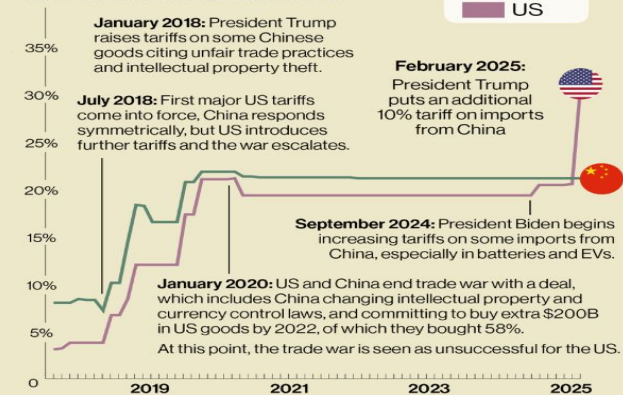 US
January 2018: President Trump
raises tariffs on some Chinese
goods citing unfair trade practices
and intellectual property theft.
February 2025:
President Trump
puts an additional
10% tariff on imports
from China
July 2018: First major US tariffs
come into force, China responds
symmetrically, but US introduces
further tariffs and the war escalates.
September 2024: President Biden begins
increasing tariffs on some imports from
China, especially in batteries and EVs.
January 2020: US and China end trade war with a deal,
which includes China changing intellectual property and
currency control laws, and committing to buy extra $200B
in US goods by 2022, of which they bought 58%.
At this point, the trade war is seen as unsuccessful for the US.
35%
30%
25%
20%
15%
10%
5%
0
2019
2021
2023
2025